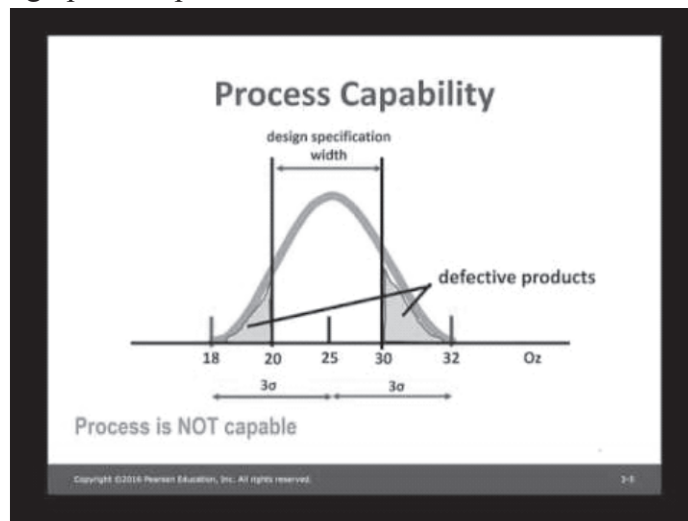 Process Capability
design specification
width
defective products
18 20 25 30 32 Oz
3σ 3σ
Process is NOT capable
Copyright ©2016 Pearson Education, Inc. All rights reserved. 3-5